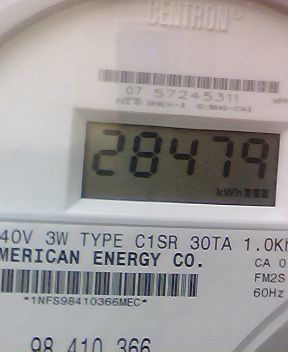 CENTRON®
07 57245311
28479
kWh
40V 3W TYPE C1SR 30TA 1.0Kh
MERICAN ENERGY CO.
CA 0
FM2S
60Hz
*1NFS98410366MEC*
98 410 366